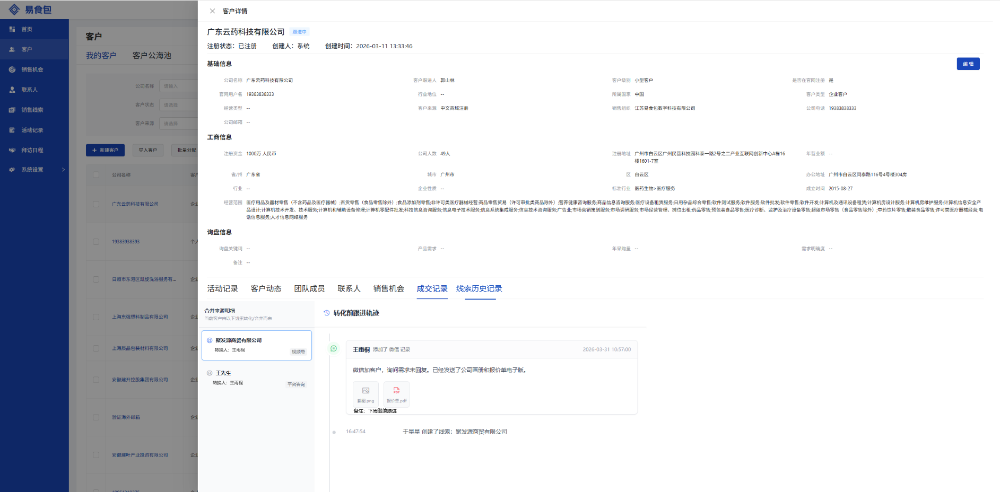 易食包
首页
客户
销售机会
联系人
销售线索
活动记录
拜访日程
系统设置
客户
我的客户 客户公海池
公司名称 请输入
客户状态 请选择
客户来源 请选择
+ 新建客户 导入客户 批量分配
公司名称 客户
广东云药科技有限公司 企业
19383938393 个人
日照市东港区凯旋洗浴服务有... 企业
上海东强塑料制品有限公司 企业
上海辰品包装材料有限公司 企业
安徽建开控股集团有限公司 企业
验证海外邮箱 企业
安徽建叶产业投资有限公司 企业
客户详情
广东云药科技有限公司 跟进中
注册状态：已注册 创建人：系统 创建时间：2026-03-11 13:33:46
基础信息 编 辑
公司名称 广东云药科技有限公司 客户跟进人 郭山林 客户级别 小型客户 是否在官网注册 是
官网用户名 19383838333 行业地位 -- 所属国家 中国 客户类型 企业客户
经营类型 -- 客户来源 中文商城注册 销售组织 江苏易食包数字科技有限公司 公司电话 19383838333
公司邮箱 --
工商信息
注册资金 1000万 人民币 公司人数 49人 注册地址 广州市白云区广州民营科技园科泰一路2号之二产业互联网创新中心A栋16 年营业额 --
楼1601-7室
省/州 广东省 城市 广州市 区 白云区 办公地址 广州市白云区同泰路116号4号楼304房
行业 -- 企业性质 -- 标准行业 医药生物>医疗服务 成立时间 2015-08-27
经营范围 医疗用品及器材零售（不含药品及医疗器械）;百货零售（食品零售除外）;食品添加剂零售;非许可类医疗器械经营;商品零售贸易（许可审批类商品除外）;营养健康咨询服务;商品信息咨询服务;医疗设备租赁服务;日用杂品综合零售;软件测试服务;软件服务;软件批发;软件零售;软件开发;计算机及通讯设备租赁;计算机房设计服务;计算机房维护服务;计算机信息安全产
品设计;计算机技术开发、技术服务;计算机和辅助设备修理;计算机零配件批发;科技信息咨询服务;信息电子技术服务;信息系统集成服务;信息技术咨询服务;广告业;市场营销策划服务;市场调研服务;市场经营管理、摊位出租;药品零售;预包装食品零售;医疗诊断、监护及治疗设备零售;超级市场零售（食品零售除外）;中药饮片零售;散装食品零售;许可类医疗器械经营;电
话信息服务;人才信息网络服务
询盘信息
询盘关键词 -- 产品需求 -- 年采购量 -- 需求明确度 --
备注 --
活动记录 客户动态 团队成员 联系人 销售机会 成交记录 线索历史记录
合并来源明细
当前客户由以下线索转化/合并而来
聚发源商贸有限公司
转换人：王雨桐 视频号
王先生
转换人：王雨桐 平台咨询
转化前跟进轨迹
王雨桐 添加了 微信 记录 2026-03-31 10:57:00
微信加客户，询问需求未回复。已经发送了公司画册和报价单电子版。
PDF
截图.png 报价单.pdf
备注：下周继续跟进
16:47:54 于星星 创建了线索：聚发源商贸有限公司